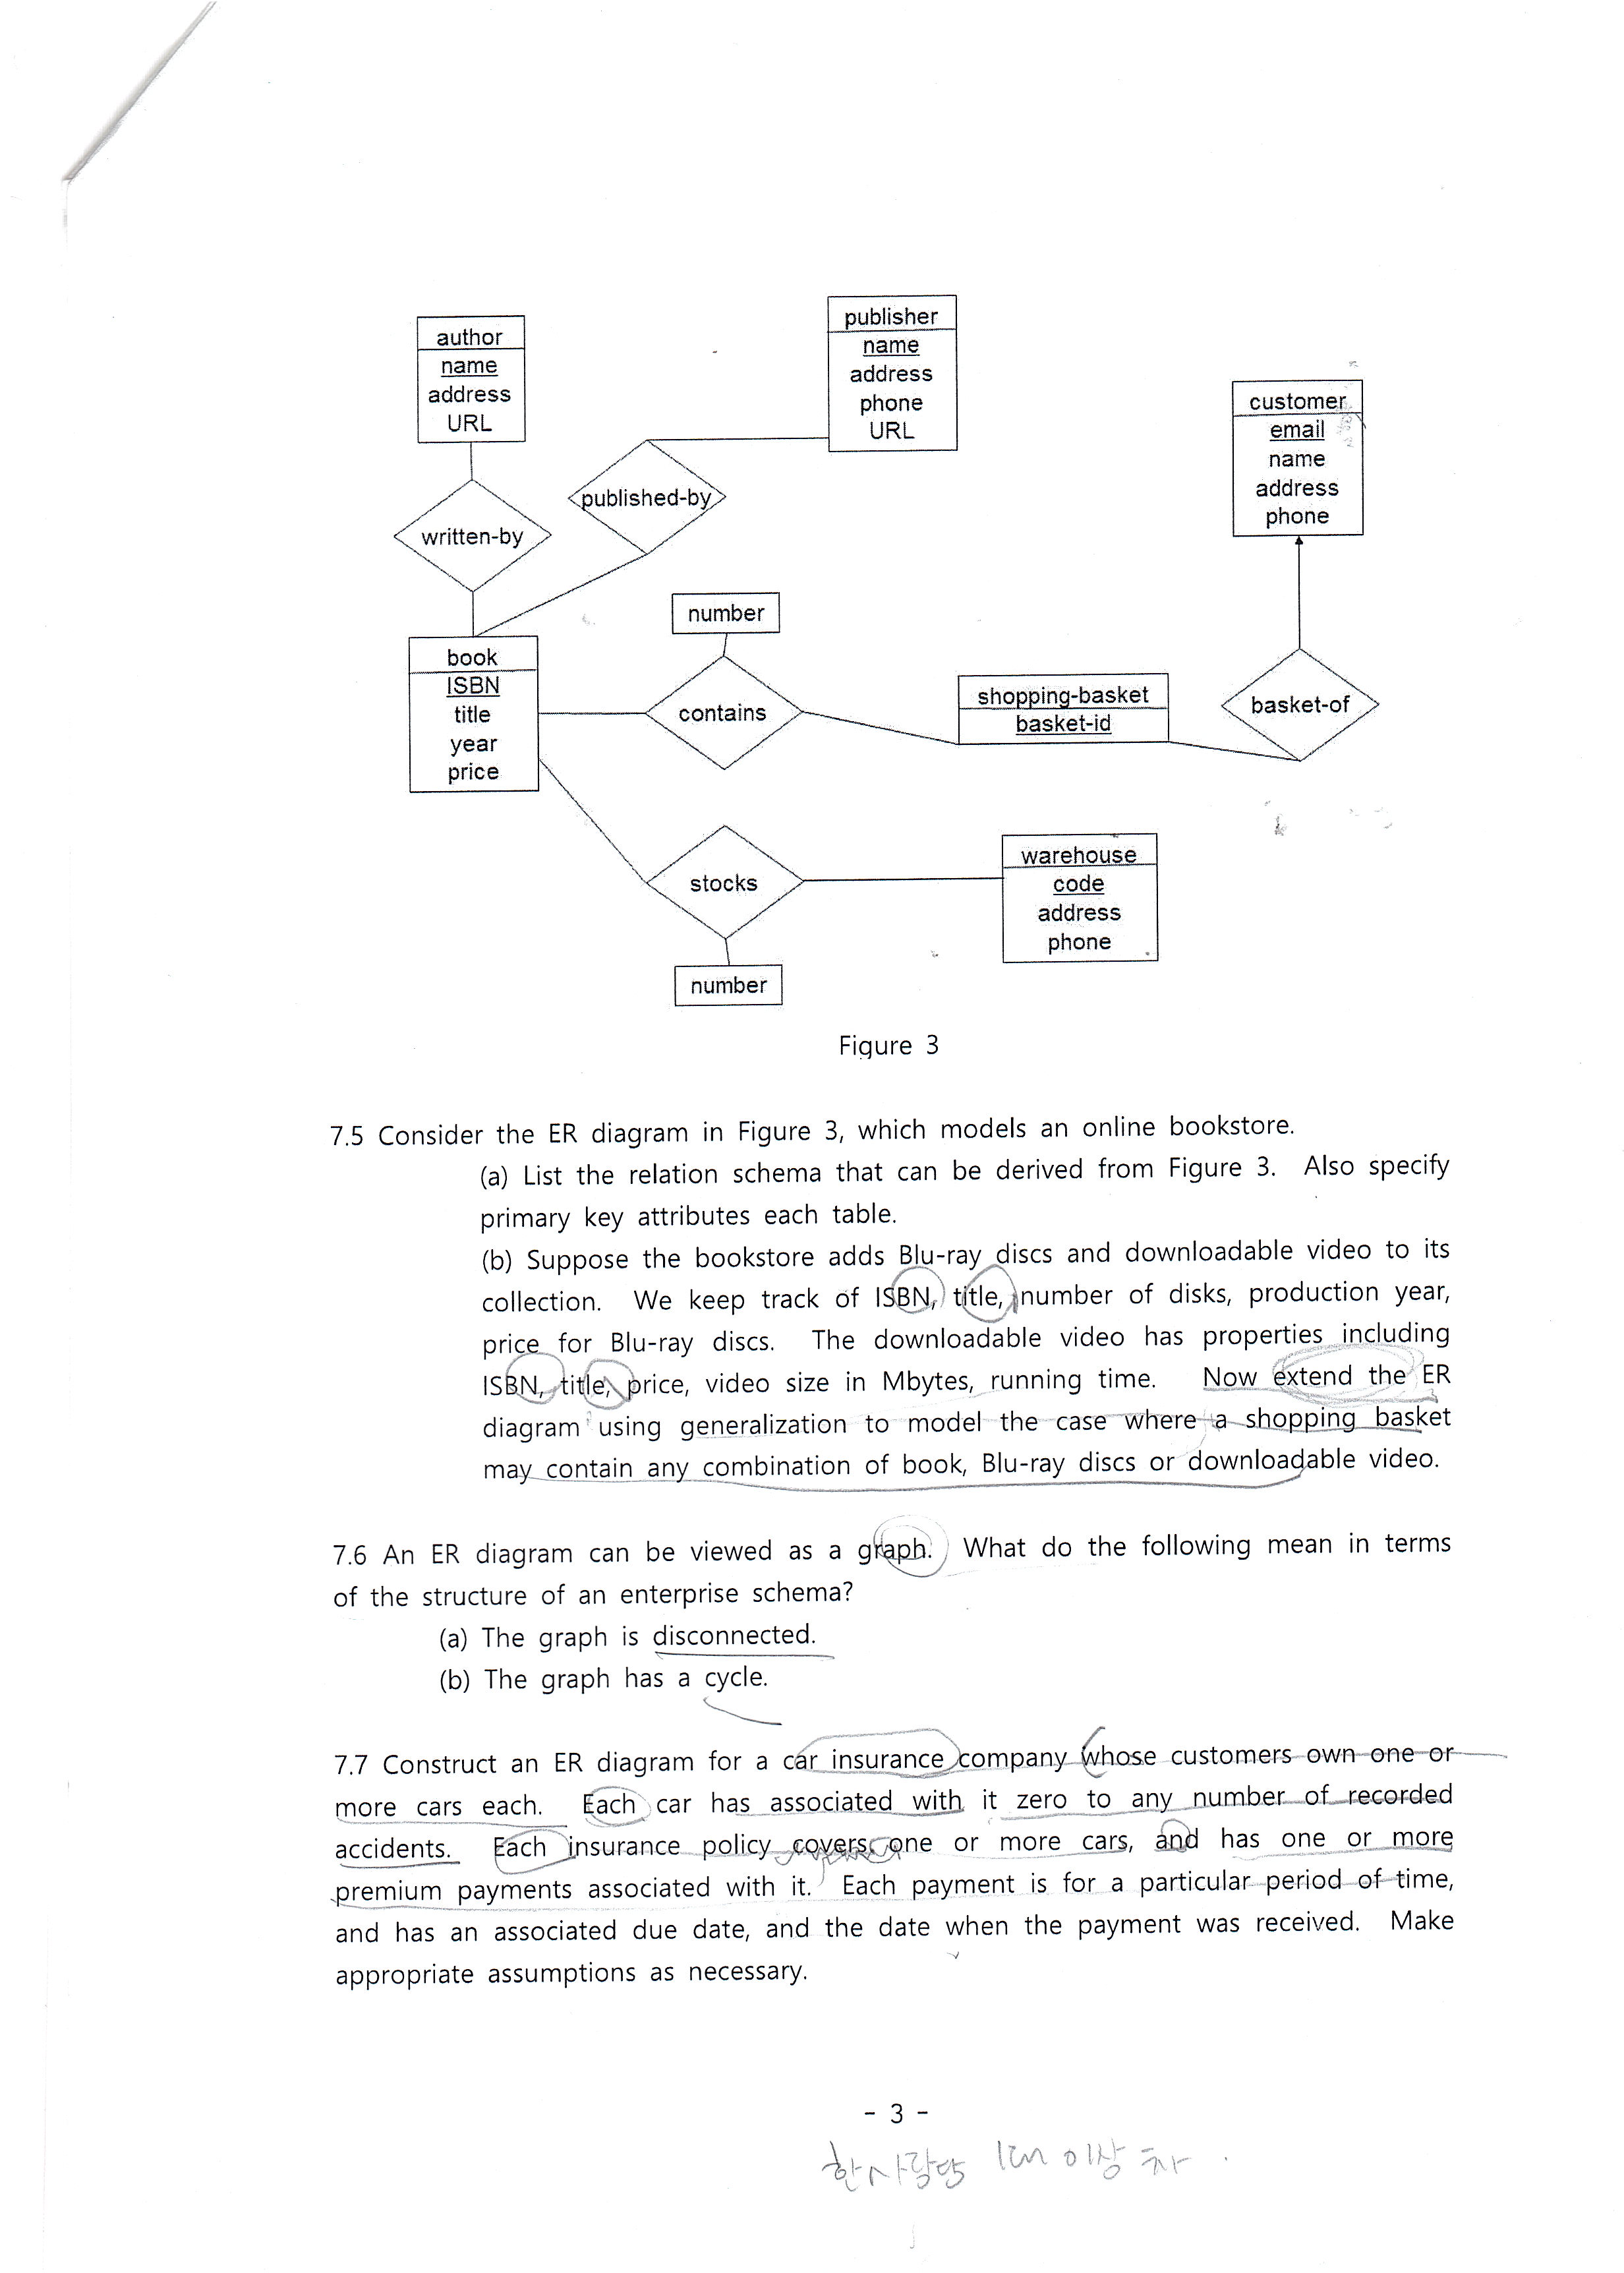 author
name
address
URL
publisher
name
address
phone
URL
customer
email
name
address
phone
written-by
published-by
number
book
ISBN
title
year
price
contains
shopping-basket
basket-id
basket-of
stocks
warehouse
code
address
phone
number
Figure 3
7.5 Consider the ER diagram in Figure 3, which models an online bookstore.
(a) List the relation schema that can be derived from Figure 3. Also specify
primary key attributes each table.
(b) Suppose the bookstore adds Blu-ray discs and downloadable video to its
collection. We keep track of ISBN, title, number of disks, production year,
price for Blu-ray discs. The downloadable video has properties including
ISBN, title, price, video size in Mbytes, running time. Now extend the ER
diagram using generalization to model the case where a shopping basket
may contain any combination of book, Blu-ray discs or downloadable video.
7.6 An ER diagram can be viewed as a graph. What do the following mean in terms
of the structure of an enterprise schema?
(a) The graph is disconnected.
(b) The graph has a cycle.
7.7 Construct an ER diagram for a car insurance company whose customers own one or
more cars each. Each car has associated with it zero to any number of recorded
accidents. Each insurance policy covers one or more cars, and has one or more
premium payments associated with it. Each payment is for a particular period of time,
and has an associated due date, and the date when the payment was received. Make
appropriate assumptions as necessary.
- 3 -
한사람당 1대 이상 차